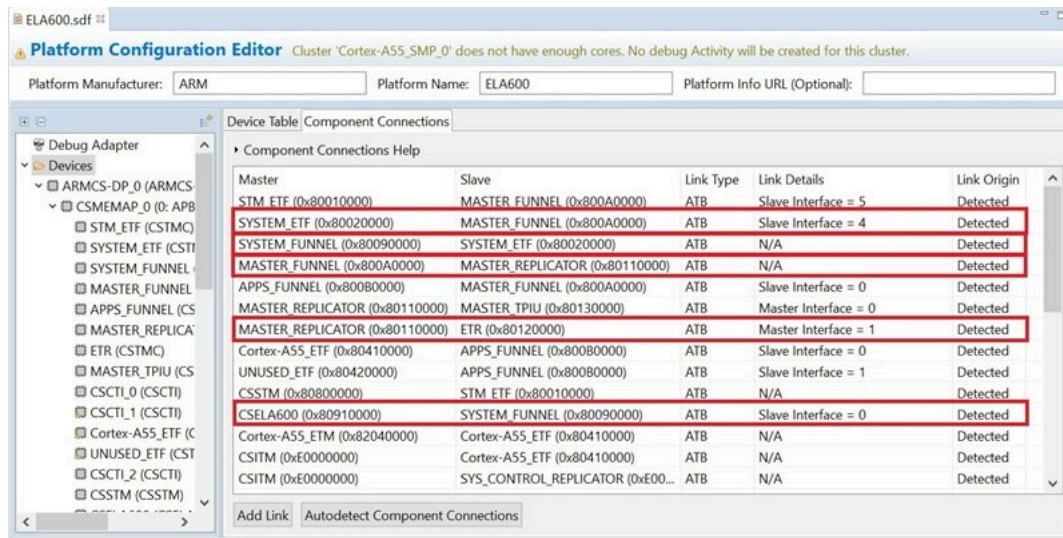 ELA600.sdf
Platform Configuration Editor Cluster 'Cortex-A55_SMP_0' does not have enough cores. No debug Activity will be created for this cluster.
Platform Manufacturer: ARM Platform Name: ELA600 Platform Info URL (Optional):
Debug Adapter
Devices
ARMCS-DP_0 (ARMCS-
CSMEMAP_0 (0: APB
STM_ETF (CSTMC)
SYSTEM_ETF (CSTI
SYSTEM_FUNNEL
MASTER_FUNNEL
APPS_FUNNEL (CS
MASTER_REPLICA
ETR (CSTMC)
MASTER_TPIU (CS
CSCTI_0 (CSCTI)
CSCTI_1 (CSCTI)
Cortex-A55_ETF (C
UNUSED_ETF (CST
CSCTI_2 (CSCTI)
CSSTM (CSSTM)
Device Table Component Connections
Component Connections Help
Master Slave Link Type Link Details Link Origin
STM_ETF (0x80010000) MASTER_FUNNEL (0x800A0000) ATB Slave Interface = 5 Detected
SYSTEM_ETF (0x80020000) MASTER_FUNNEL (0x800A0000) ATB Slave Interface = 4 Detected
SYSTEM_FUNNEL (0x80090000) SYSTEM_ETF (0x80020000) ATB N/A Detected
MASTER_FUNNEL (0x800A0000) MASTER_REPLICATOR (0x80110000) ATB N/A Detected
APPS_FUNNEL (0x800B0000) MASTER_FUNNEL (0x800A0000) ATB Slave Interface = 0 Detected
MASTER_REPLICATOR (0x80110000) MASTER_TPIU (0x80130000) ATB Master Interface = 0 Detected
MASTER_REPLICATOR (0x80110000) ETR (0x80120000) ATB Master Interface = 1 Detected
Cortex-A55_ETF (0x80410000) APPS_FUNNEL (0x800B0000) ATB Slave Interface = 0 Detected
UNUSED_ETF (0x80420000) APPS_FUNNEL (0x800B0000) ATB Slave Interface = 1 Detected
CSSTM (0x80800000) STM_ETF (0x80010000) ATB N/A Detected
CSELA600 (0x80910000) SYSTEM_FUNNEL (0x80090000) ATB Slave Interface = 0 Detected
Cortex-A55_ETM (0x82040000) Cortex-A55_ETF (0x80410000) ATB N/A Detected
CSITM (0xE0000000) Cortex-A55_ETF (0x80410000) ATB N/A Detected
CSITM (0xE0000000) SYS_CONTROL_REPLICATOR (0xE00... ATB N/A Detected
Add Link Autodetect Component Connections